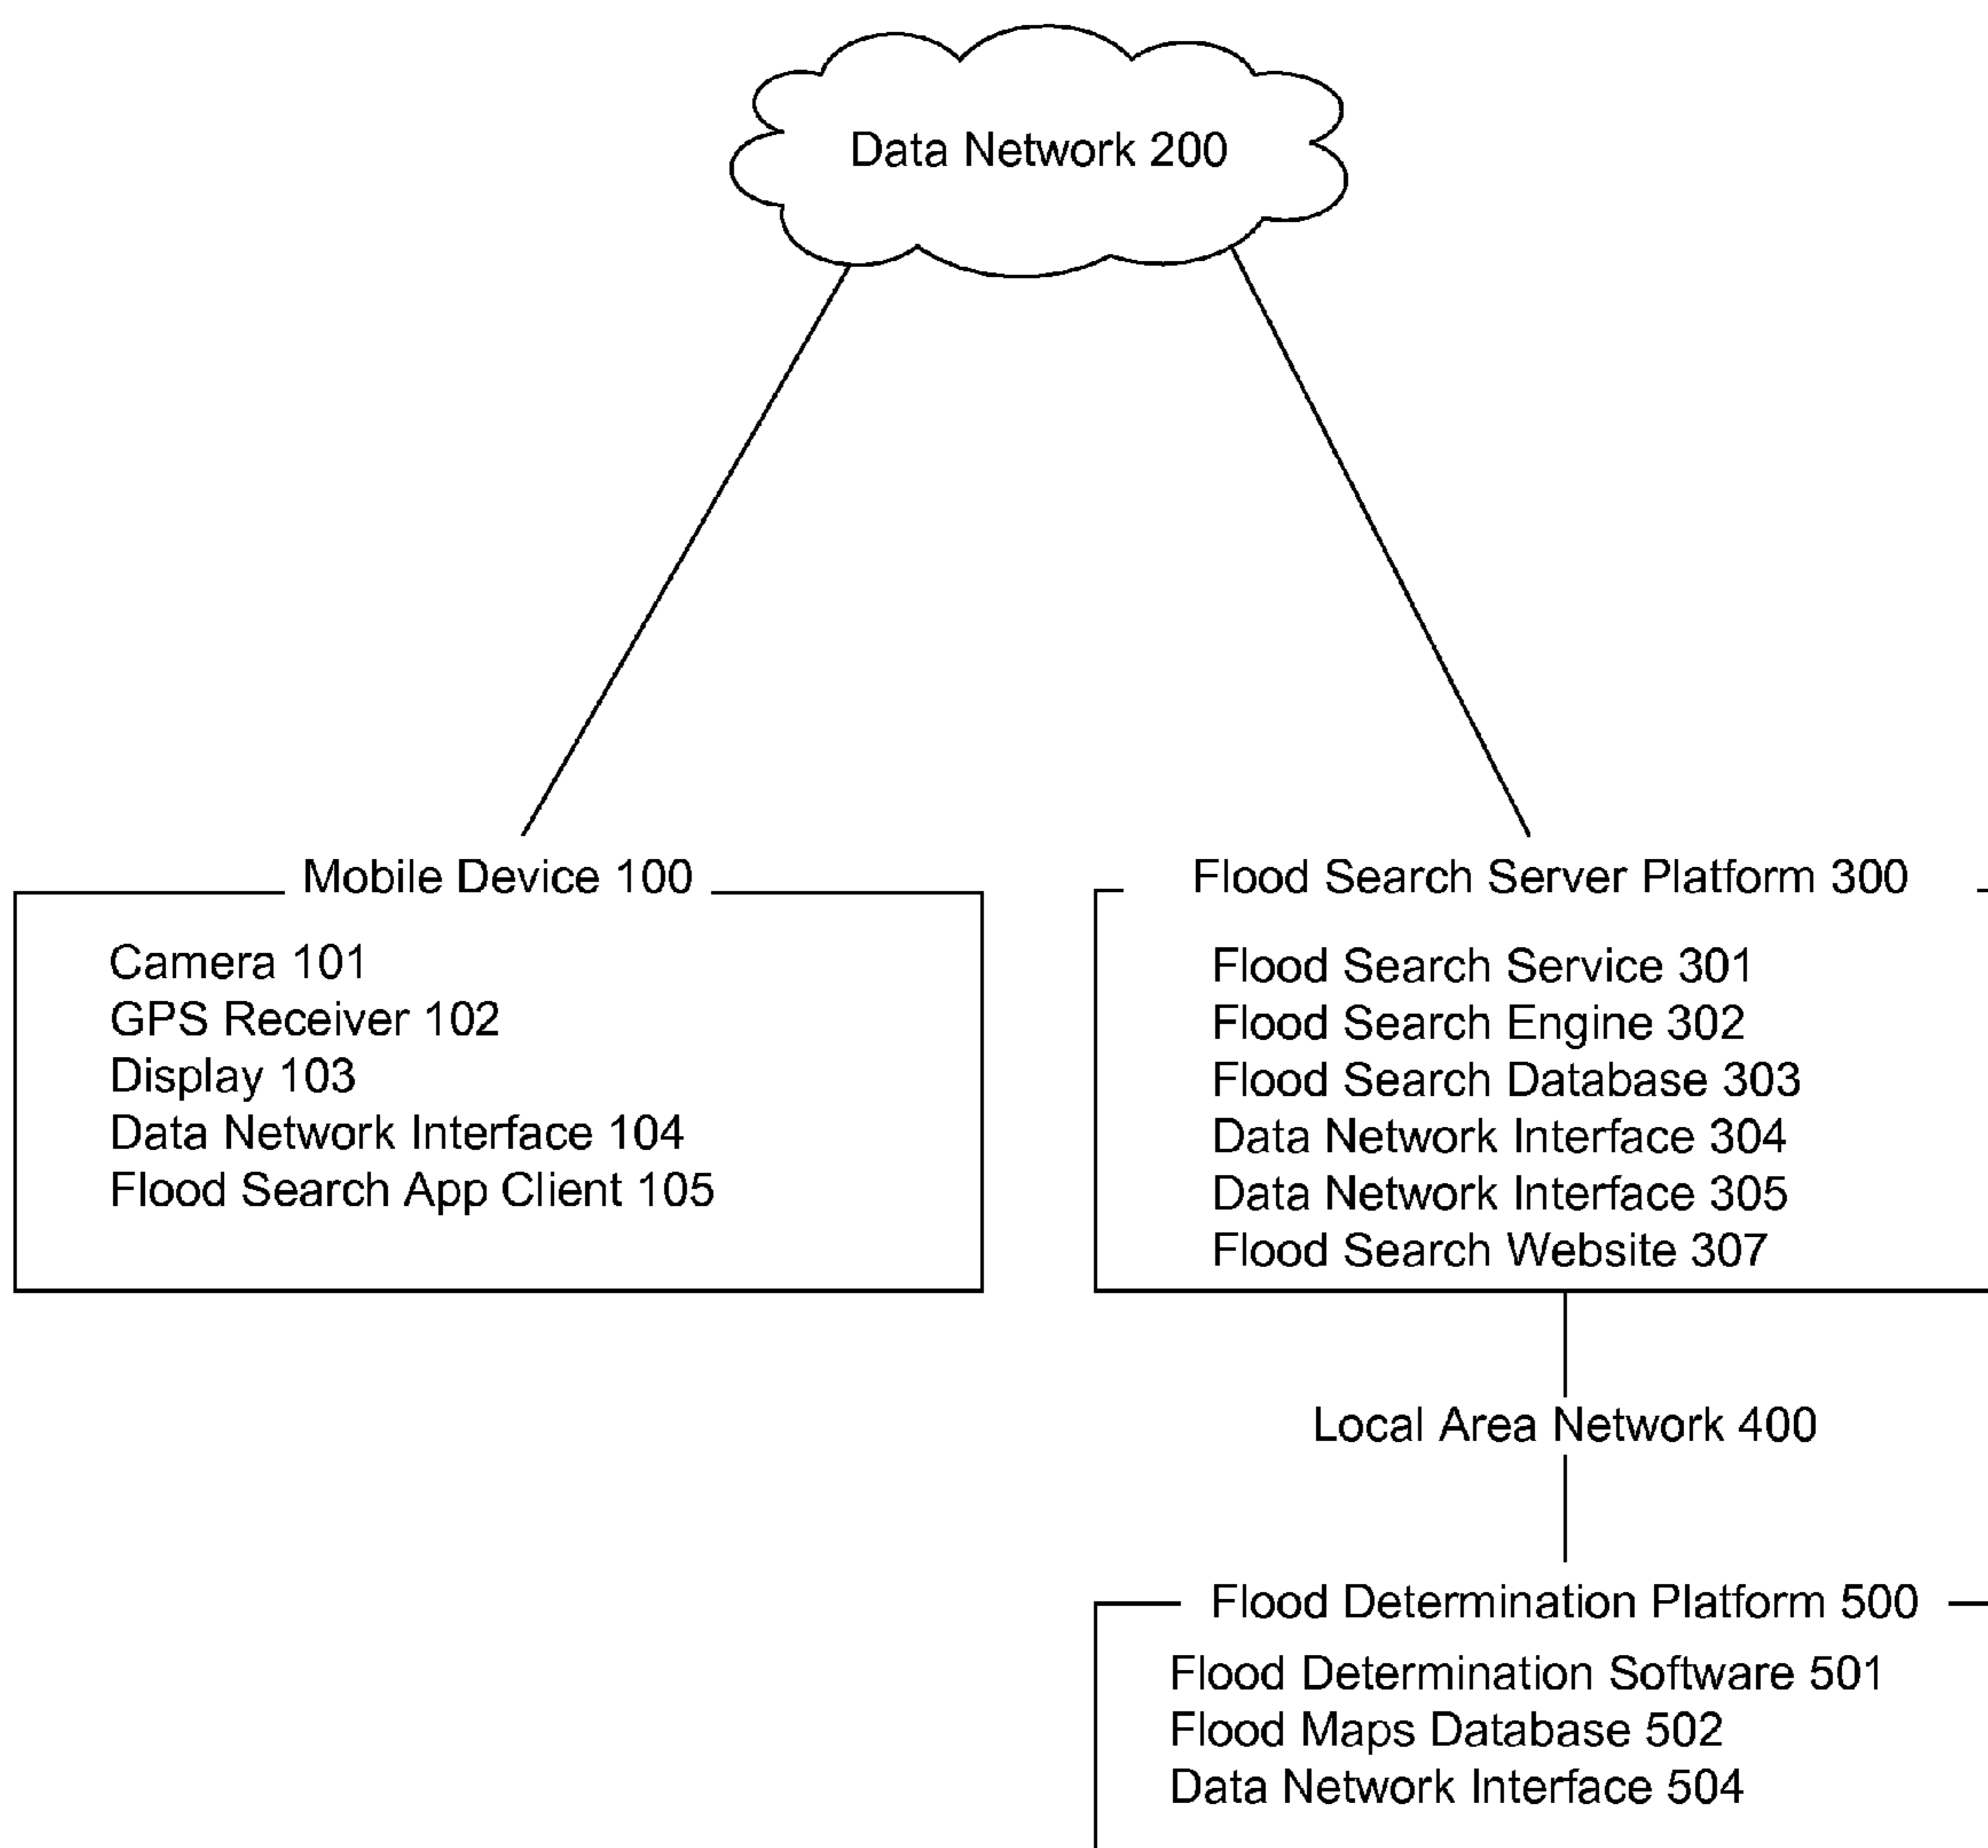 Data Network 200
Mobile Device 100
Camera 101
GPS Receiver 102
Display 103
Data Network Interface 104
Flood Search App Client 105
Flood Search Server Platform 300
Flood Search Service 301
Flood Search Engine 302
Flood Search Database 303
Data Network Interface 304
Data Network Interface 305
Flood Search Website 307
Local Area Network 400
Flood Determination Platform 500
Flood Determination Software 501
Flood Maps Database 502
Data Network Interface 504